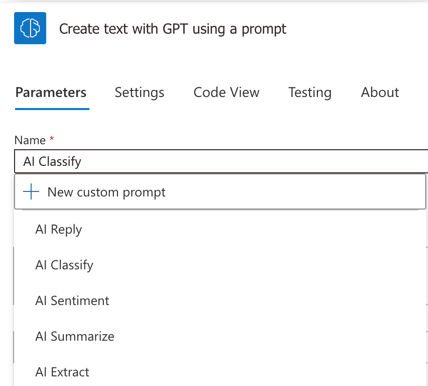 Create text with GPT using a prompt
Parameters Settings Code View Testing About
Name *
AI Classify
New custom prompt
AI Reply
AI Classify
AI Sentiment
AI Summarize
AI Extract